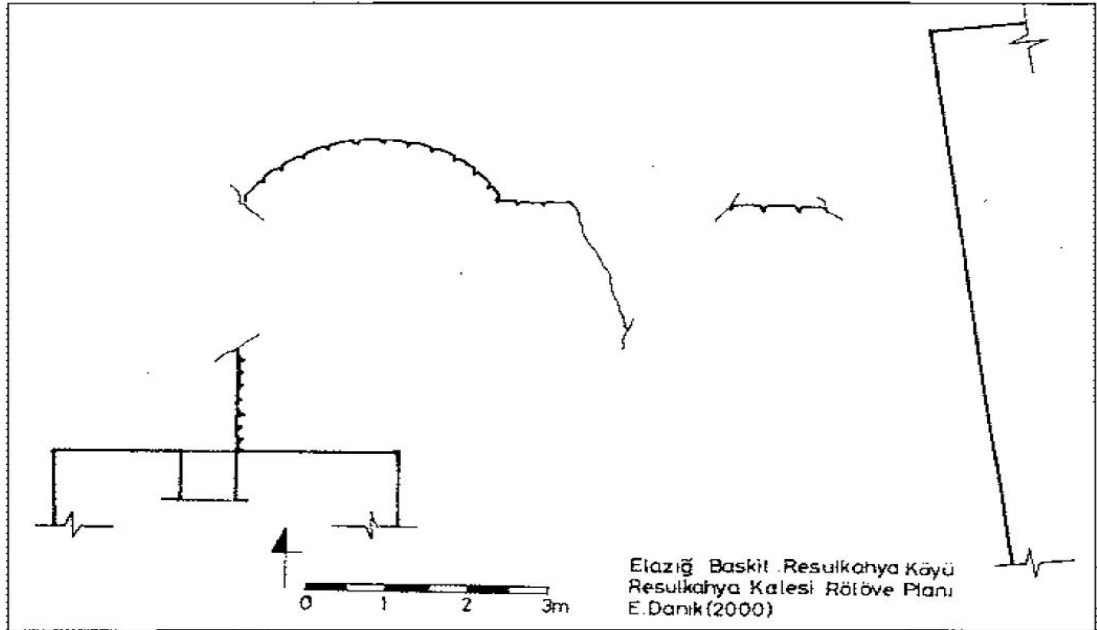 0 1 2 3m
Elazığ Baskil .Resulkahya Köyü
Resulkahya Kalesi Rölöve Planı
E.Danık(2000)